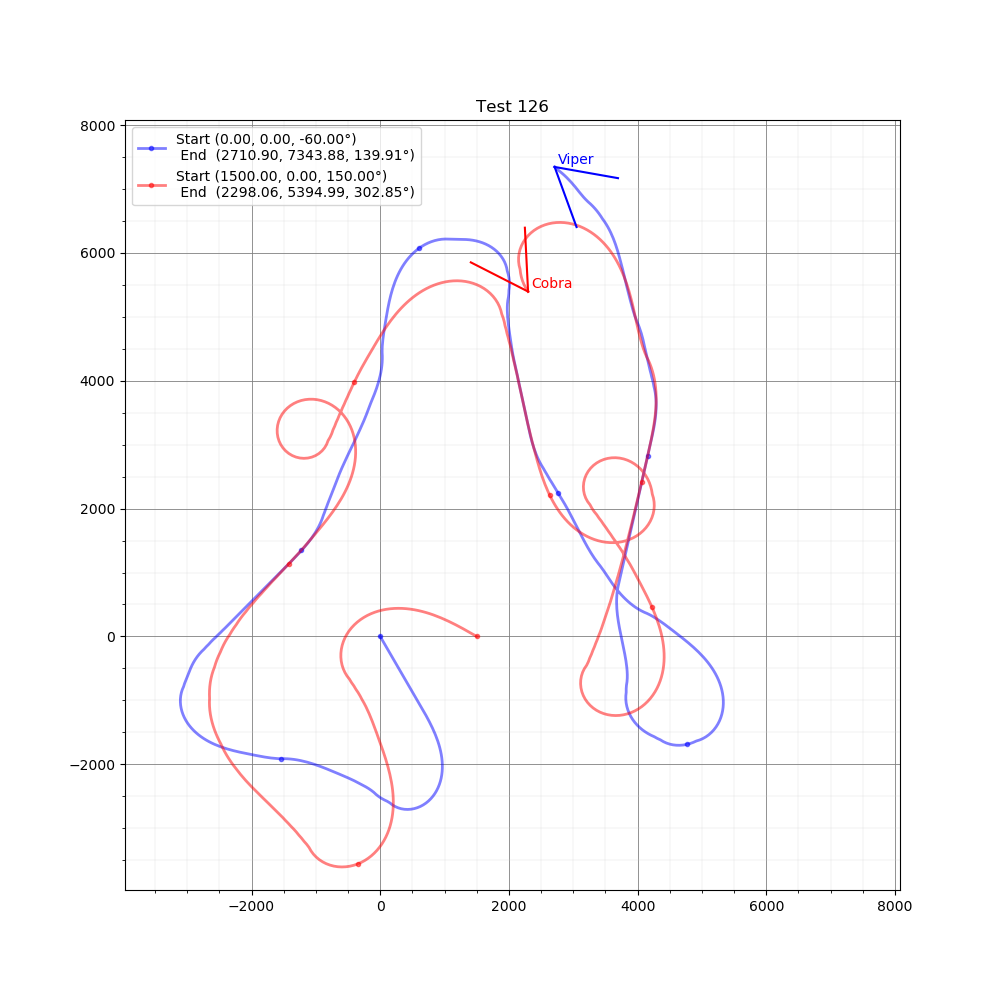 Test 126
Start (0.00, 0.00, -60.00°)
End (2710.90, 7343.88, 139.91°)
Start (1500.00, 0.00, 150.00°)
End (2298.06, 5394.99, 302.85°)
Viper
Cobra
8000
6000
4000
2000
0
−2000
−2000
0
2000
4000
6000
8000